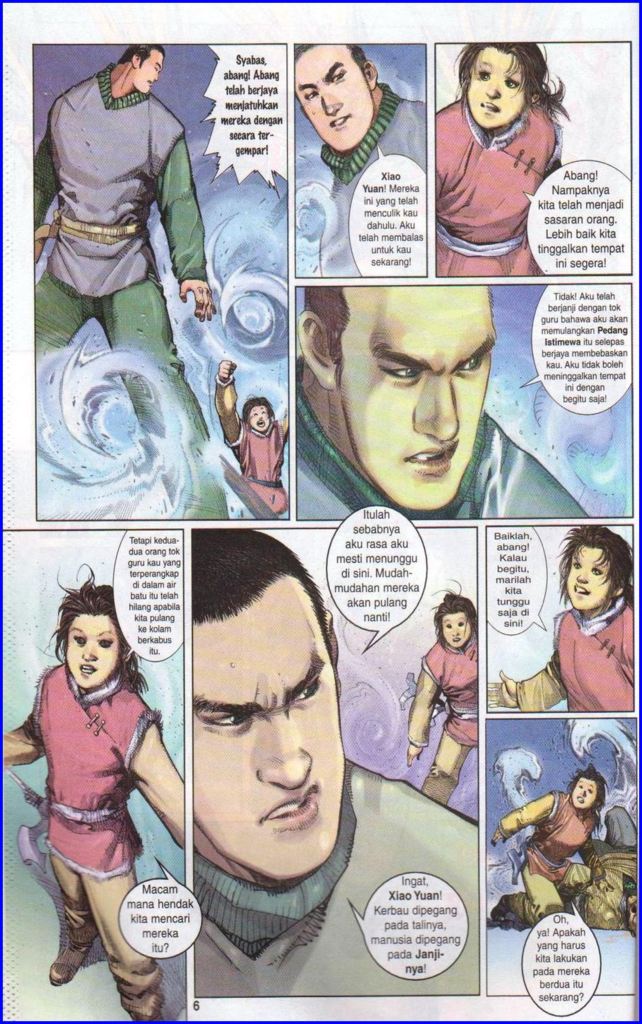 Syabas,
abang! Abang
telah berjaya
menjatuhkan
mereka dengan
secara ter-
gempar!
Xiao
Yuan! Mereka
ini yang telah
menculik kau
dahulu. Aku
telah membalas
untuk kau
sekarang!
Abang!
Nampaknya
kita telah menjadi
sasaran orang.
Lebih baik kita
tinggalkan tempat
ini segera!
Tidak! Aku telah
berjanji dengan tok
guru bahawa aku akan
memulangkan Pedang
Istimewa itu selepas
berjaya membebaskan
kau. Aku tidak boleh
meninggalkan tempat
ini dengan
begitu saja!
Tetapi kedua-
dua orang tok
guru kau yang
terperangkap
di dalam air
batu itu telah
hilang apabila
kita pulang
ke kolam
berkabus
itu.
Macam
mana hendak
kita mencari
mereka
itu?
Itulah
sebabnya
aku rasa aku
mesti menunggu
di sini. Mudah-
mudahan mereka
akan pulang
nanti!
Ingat,
Xiao Yuan!
Kerbau dipegang
pada talinya,
manusia dipegang
pada Janji-
nya!
Baiklah,
abang!
Kalau
begitu,
marilah
kita
tunggu
saja di
sini!
Oh,
ya! Apakah
yang harus
kita lakukan
pada mereka
berdua itu
sekarang?
6